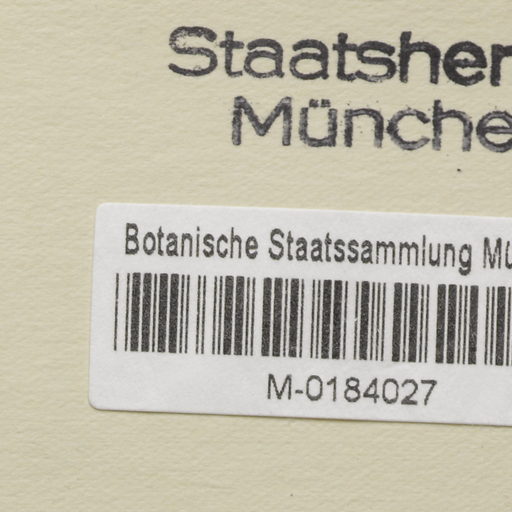 Staatsher
Münche
Botanische Staatssammlung Mü
M-0184027